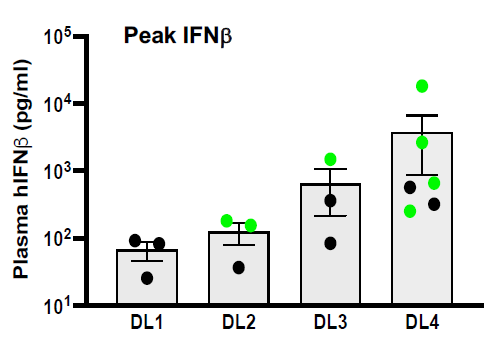 Peak IFNβ
Plasma hIFNβ (pg/ml)
10⁵
10⁴
10³
10²
10¹
DL1 DL2 DL3 DL4